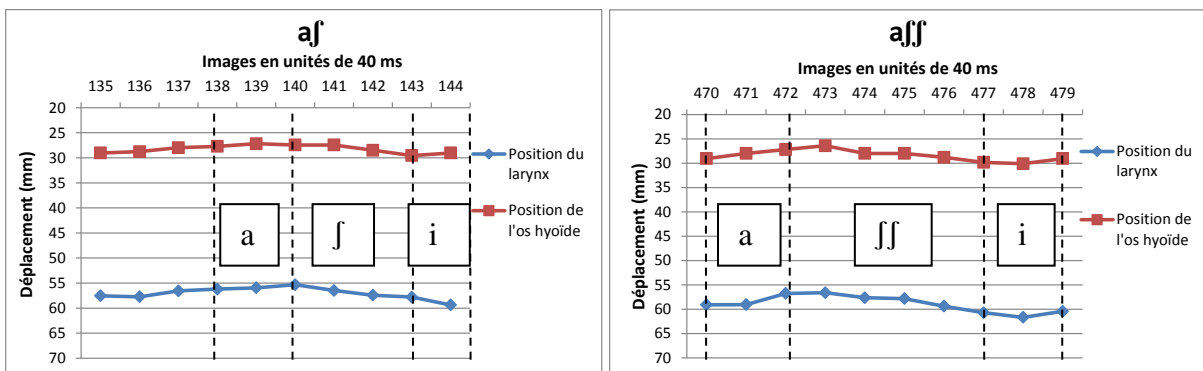 aʃ
Images en unités de 40 ms
135 136 137 138 139 140 141 142 143 144
20
25
30
35
40
45
50
55
60
65
70
Déplacement (mm)
a
ʃ
i
Position du larynx
Position de l'os hyoïde
aʃʃ
Images en unités de 40 ms
470 471 472 473 474 475 476 477 478 479
20
25
30
35
40
45
50
55
60
65
70
Déplacement (mm)
a
ʃʃ
i
Position du larynx
Position de l'os hyoïde